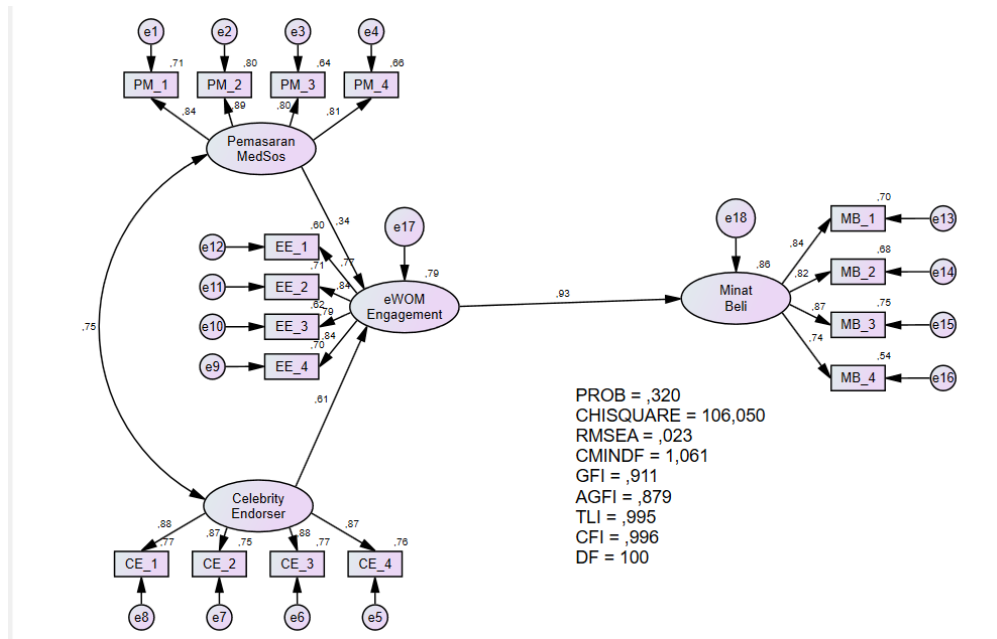 e1
e2
e3
e4
,71
,80
,64
,66
PM_1
PM_2
PM_3
PM_4
,84
,89
,80
,81
Pemasaran
MedSos
,34
,75
e12
EE_1
,60
,77
e11
EE_2
,71
,84
e10
EE_3
,62
,79
e9
EE_4
,70
,84
e17
,79
eWOM
Engagement
,93
,61
e18
,86
Minat
Beli
,84
,82
,87
,74
,70
MB_1
e13
,68
MB_2
e14
,75
MB_3
e15
,54
MB_4
e16
PROB = ,320
CHISQUARE = 106,050
RMSEA = ,023
CMINDF = 1,061
GFI = ,911
AGFI = ,879
TLI = ,995
CFI = ,996
DF = 100
Celebrity
Endorser
,88
,87
,88
,87
,77
,75
,77
,76
CE_1
CE_2
CE_3
CE_4
e8
e7
e6
e5